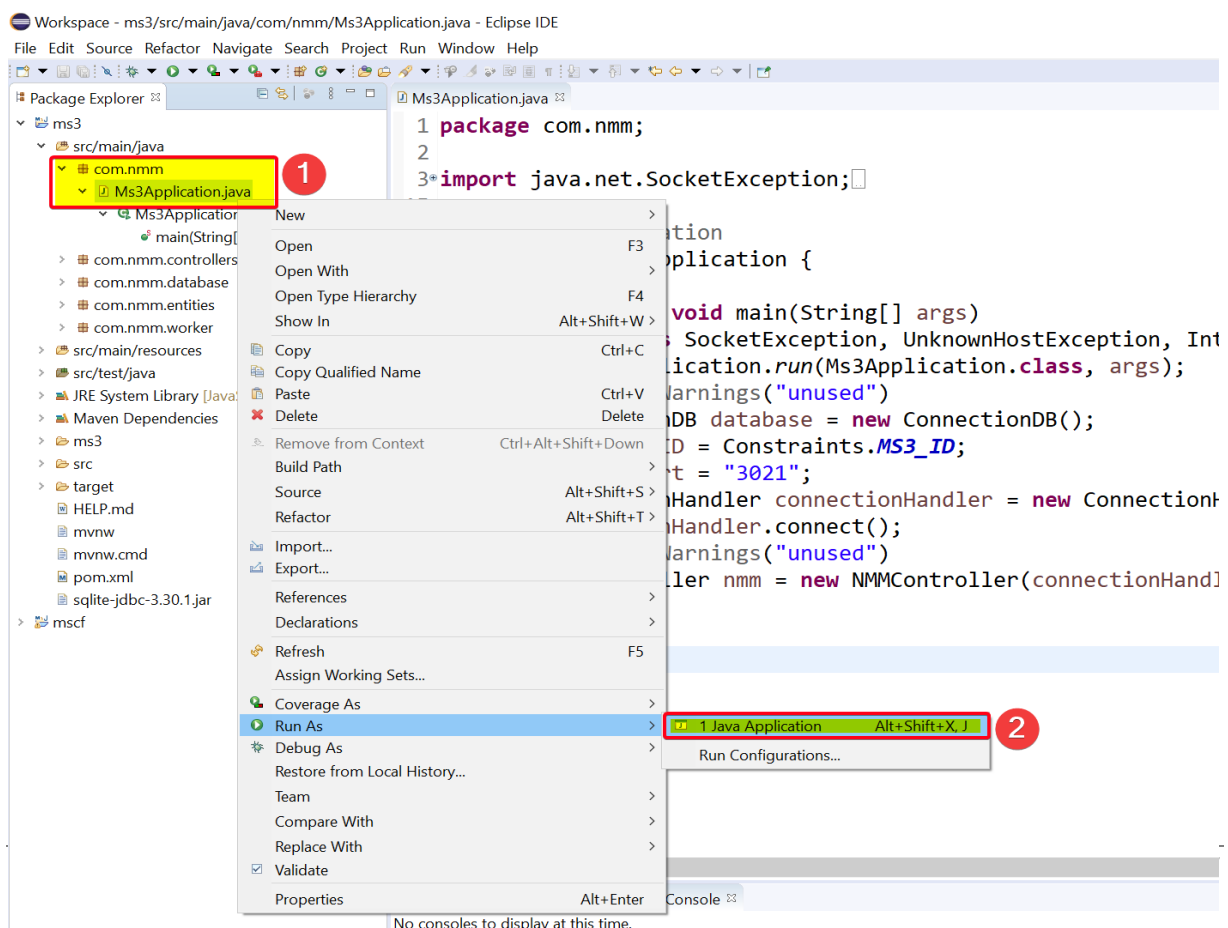 Workspace - ms3/src/main/java/com/nmm/Ms3Application.java - Eclipse IDE
File Edit Source Refactor Navigate Search Project Run Window Help
Package Explorer
ms3
src/main/java
com.nmm
1
Ms3Application.java
Ms3Application
main(String[
com.nmm.controllers
com.nmm.database
com.nmm.entities
com.nmm.worker
src/main/resources
src/test/java
JRE System Library [Java
Maven Dependencies
ms3
src
target
HELP.md
mvnw
mvnw.cmd
pom.xml
sqlite-jdbc-3.30.1.jar
mscf
New
Open F3
Open With
Open Type Hierarchy F4
Show In Alt+Shift+W
Copy Ctrl+C
Copy Qualified Name
Paste Ctrl+V
Delete Delete
Remove from Context Ctrl+Alt+Shift+Down
Build Path
Source Alt+Shift+S
Refactor Alt+Shift+T
Import...
Export...
References
Declarations
Refresh F5
Assign Working Sets...
Coverage As
Run As
Debug As
Restore from Local History...
Team
Compare With
Replace With
Validate
Properties Alt+Enter
1 Java Application Alt+Shift+X, J
2
Run Configurations...
Ms3Application.java
1 package com.nmm;
2
3 import java.net.SocketException;
ation
pplication {
void main(String[] args)
s SocketException, UnknownHostException, Int
lication.run(Ms3Application.class, args);
Warnings("unused")
nDB database = new ConnectionDB();
ID = Constraints.MS3_ID;
rt = "3021";
nHandler connectionHandler = new ConnectionH
nHandler.connect();
Warnings("unused")
ller nmm = new NMMController(connectionHandl
Console
No consoles to display at this time.